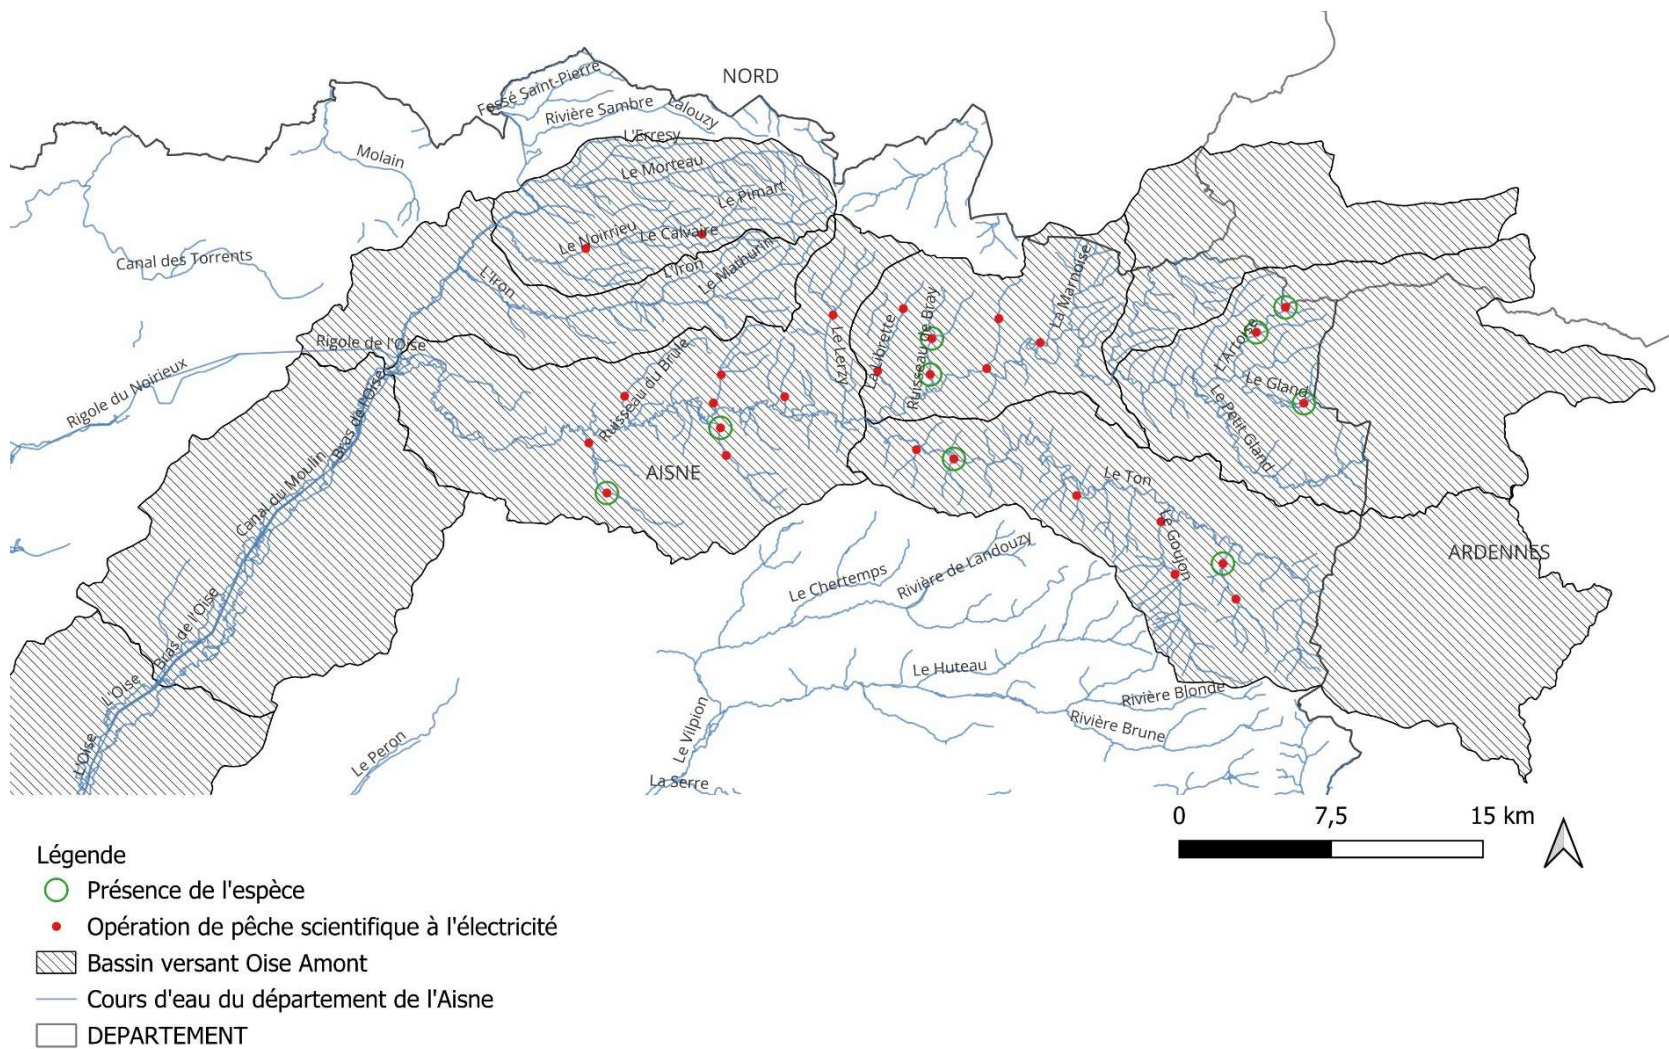 NORD
Fossé Saint-Pierre
Rivière Sambre
Lalouzy
L'Erresy
Molain
Le Morteau
Le Pimart
Le Noirrieu
Le Calvaire
Canal des Torrents
L'Iron
L'Iron
Le Mathurin
La Marnoise
Rigole de l'Oise
Le Lerzy
La Librette
Ruisseau de Bray
L'Artoise
Rigole du Noirieux
Ruisseau du Brule
Le Gland
Le Petit Gland
Bras de l'Oise
AISNE
Le Ton
Canal du Moulin
Le Goujon
ARDENNES
Le Chertemps
Rivière de Landouzy
Bras de l'Oise
Le Huteau
L'Oise
Rivière Blonde
Rivière Brune
Le Vilpion
L'Oise
Le Peron
La Serre
0 7,5 15 km
Légende
Présence de l'espèce
Opération de pêche scientifique à l'électricité
Bassin versant Oise Amont
Cours d'eau du département de l'Aisne
DEPARTEMENT